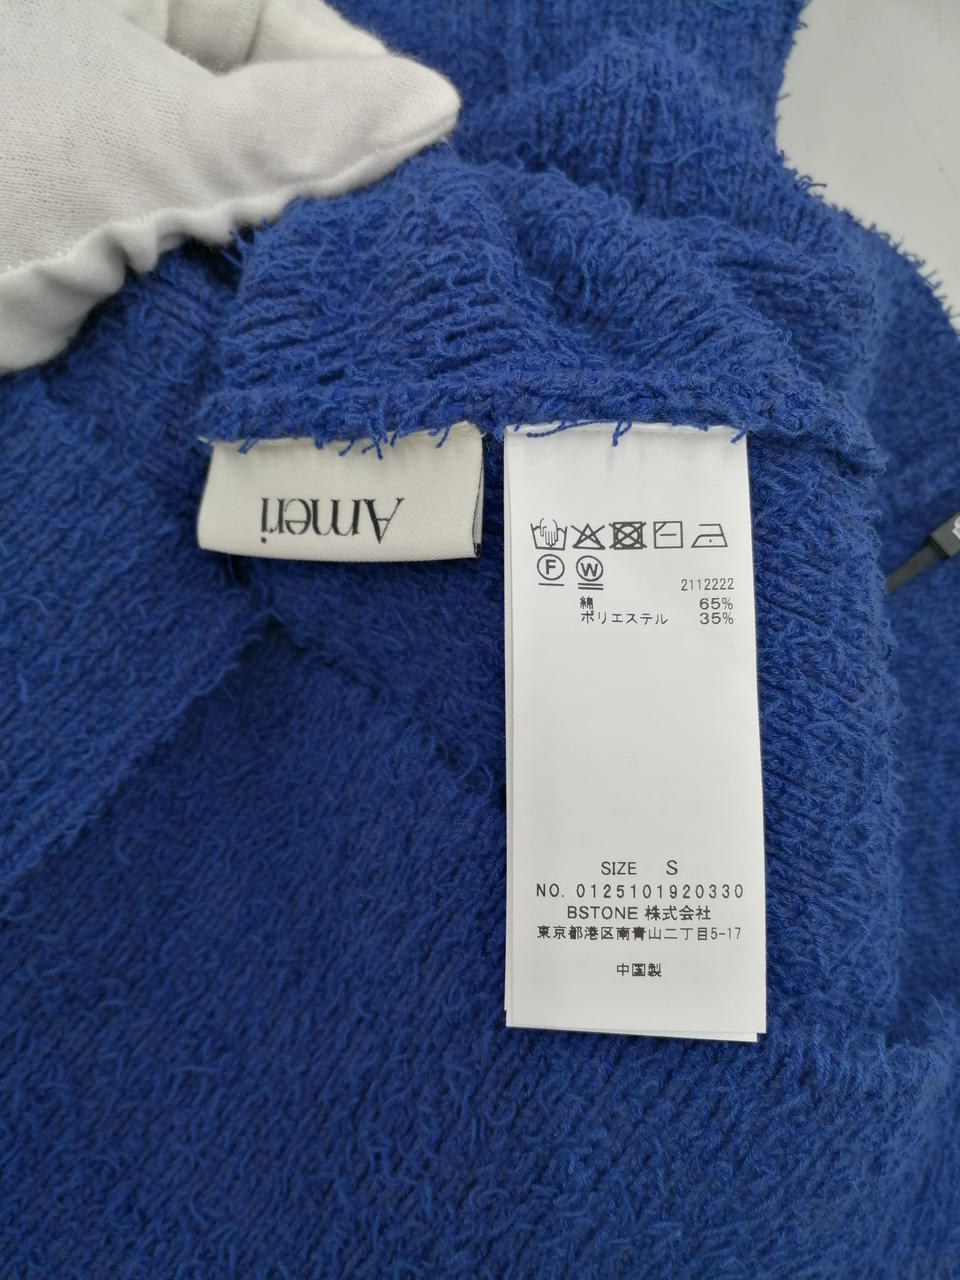 Ameri
F W
2112222
綿 65%
ポリエステル 35%
SIZE S
NO. 0125101920330
BSTONE 株式会社
東京都港区南青山二丁目5-17
中国製